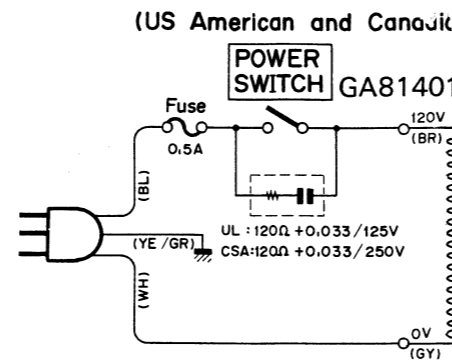 (US American and Canadic
POWER
SWITCH
GA81401
Fuse
0.5A
120V
(BR)
(BL)
UL : 120Ω +0.033/125V
(YE/GR)
CSA:120Ω +0.033/250V
(WH)
0V
(GY)